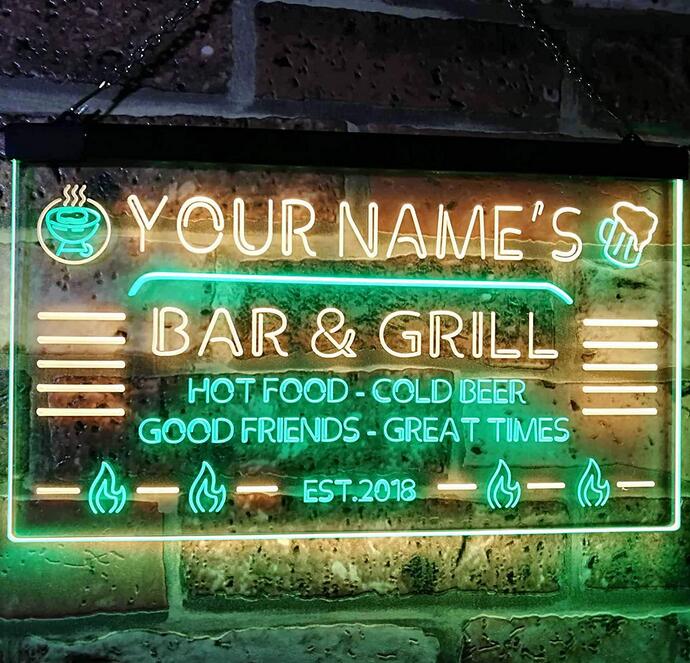 YOUR NAME'S
BAR & GRILL
HOT FOOD - COLD BEER
GOOD FRIENDS - GREAT TIMES
EST.2018